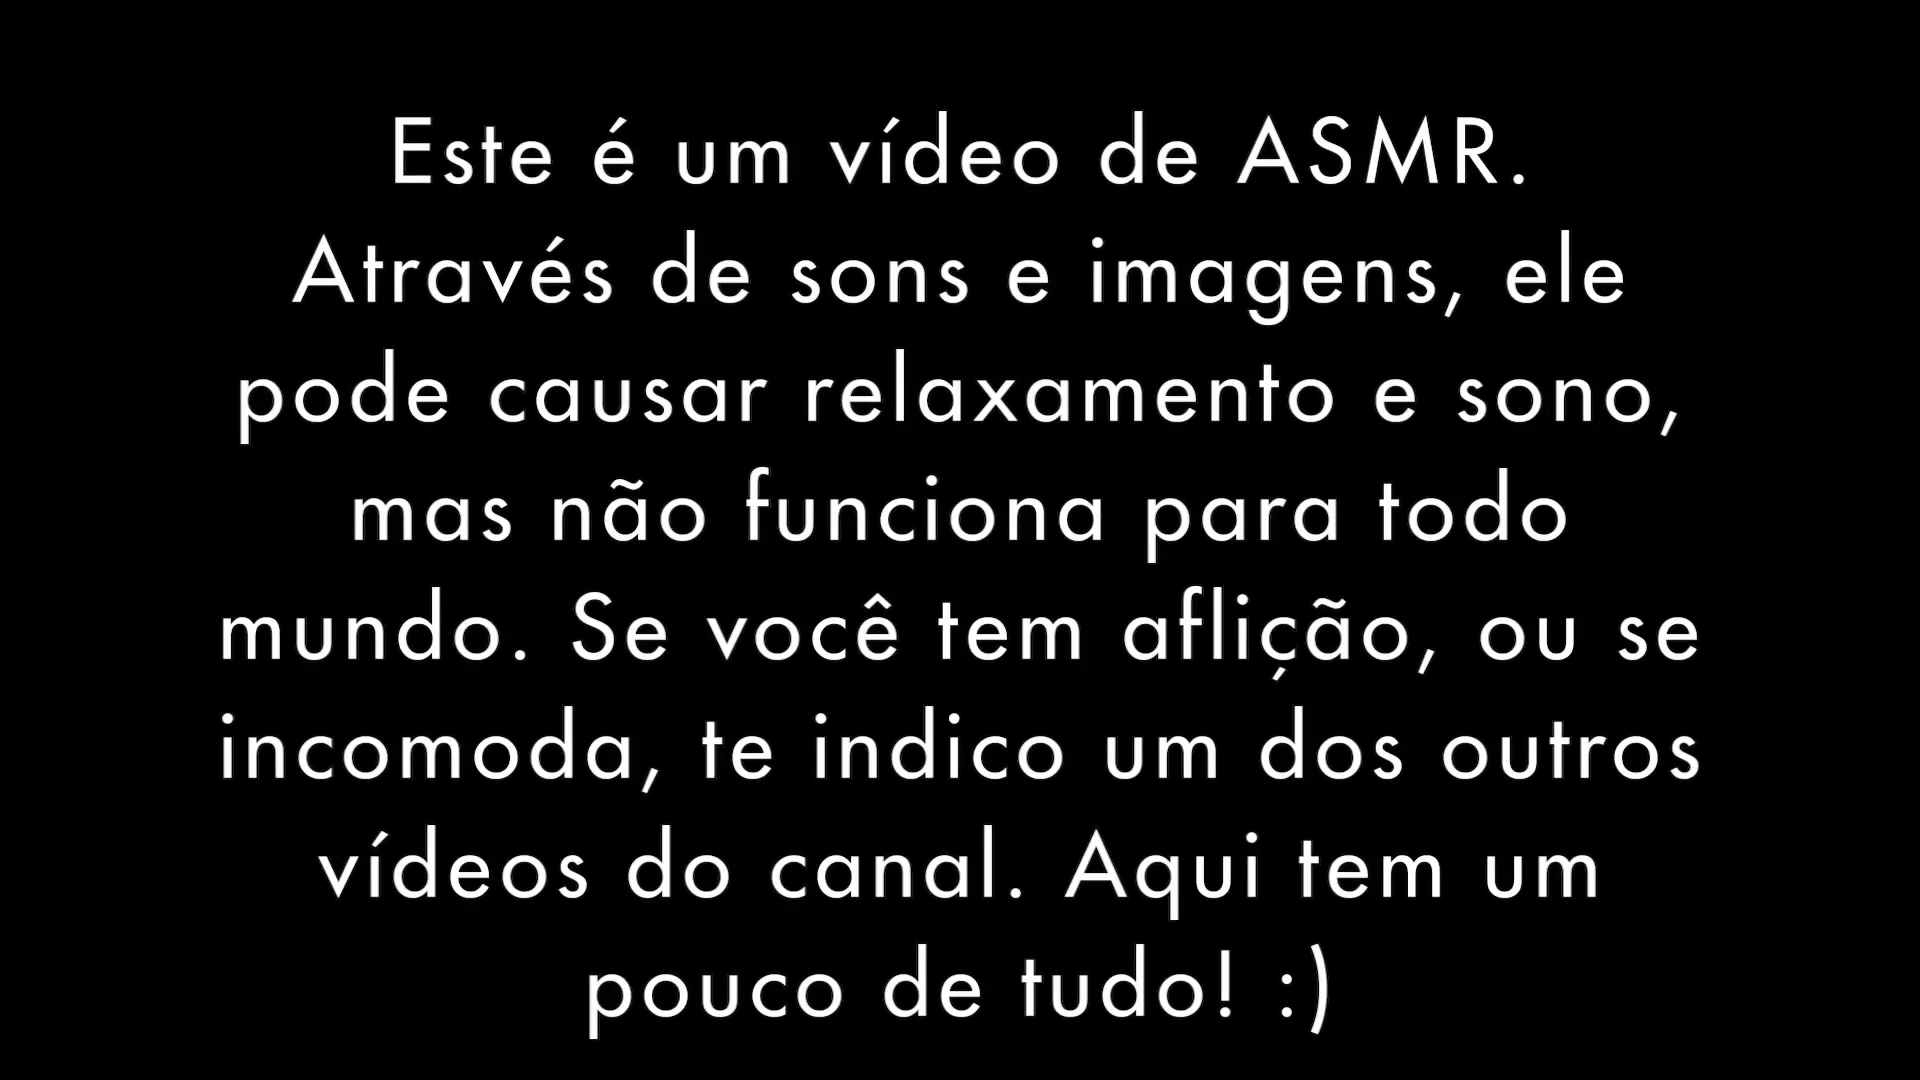 Este é um vídeo de ASMR.
Através de sons e imagens, ele
pode causar relaxamento e sono,
mas não funciona para todo
mundo. Se você tem aflição, ou se
incomoda, te indico um dos outros
vídeos do canal. Aqui tem um
pouco de tudo! :)